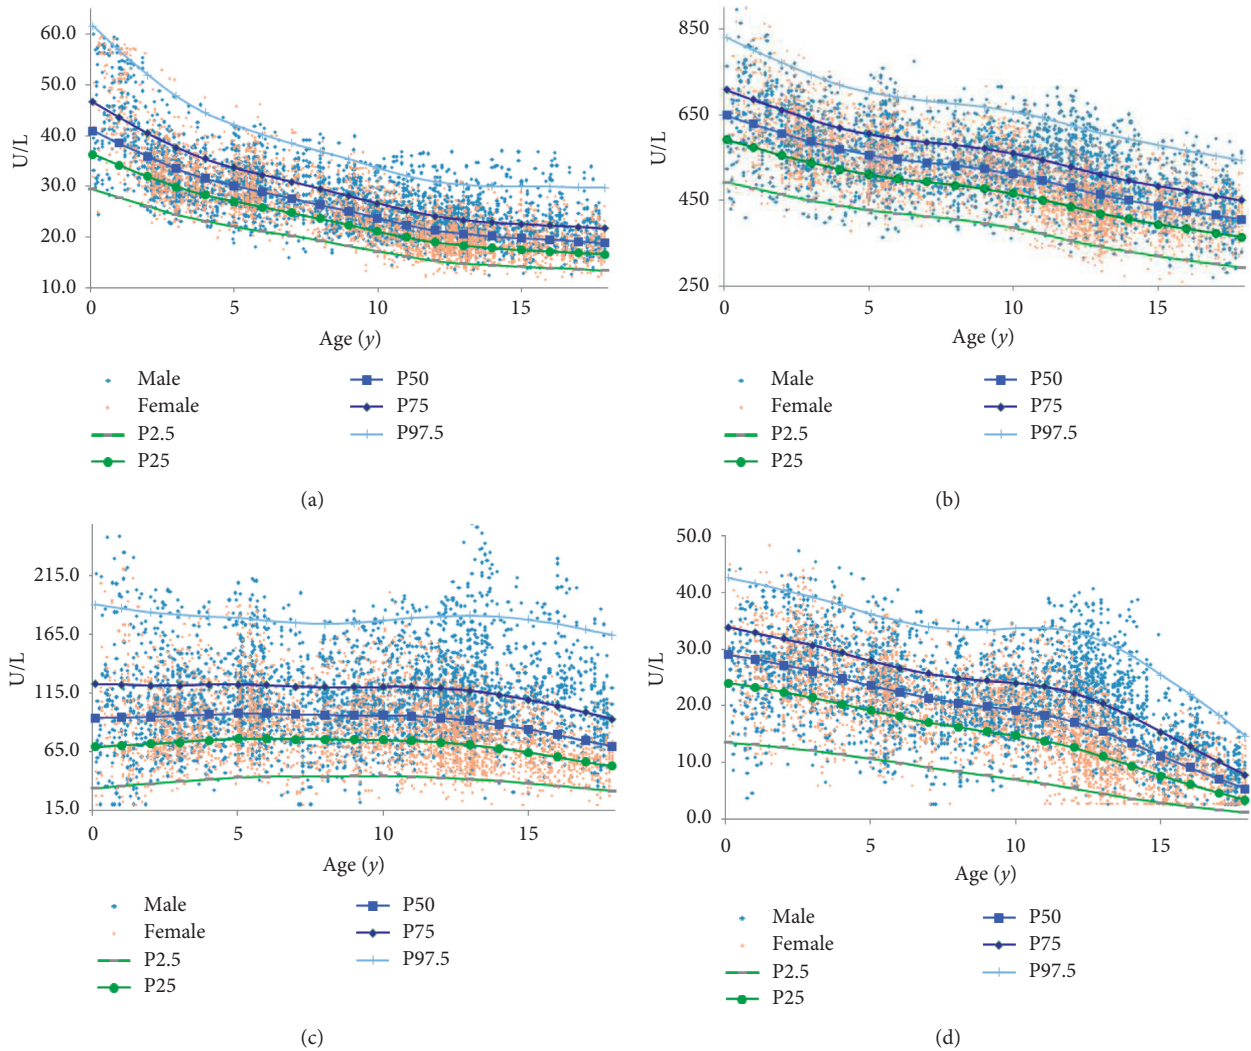 60.0
50.0
40.0
30.0
20.0
10.0
U/L
0 5 10 15
Age (y)
Male
Female
P2.5
P25
P50
P75
P97.5
(a)
850
650
450
250
U/L
0 5 10 15
Age (y)
Male
Female
P2.5
P25
P50
P75
P97.5
(b)
215.0
165.0
115.0
65.0
15.0
U/L
0 5 10 15
Age (y)
Male
Female
P2.5
P25
P50
P75
P97.5
(c)
50.0
40.0
30.0
20.0
10.0
0.0
U/L
0 5 10 15
Age (y)
Male
Female
P2.5
P25
P50
P75
P97.5
(d)